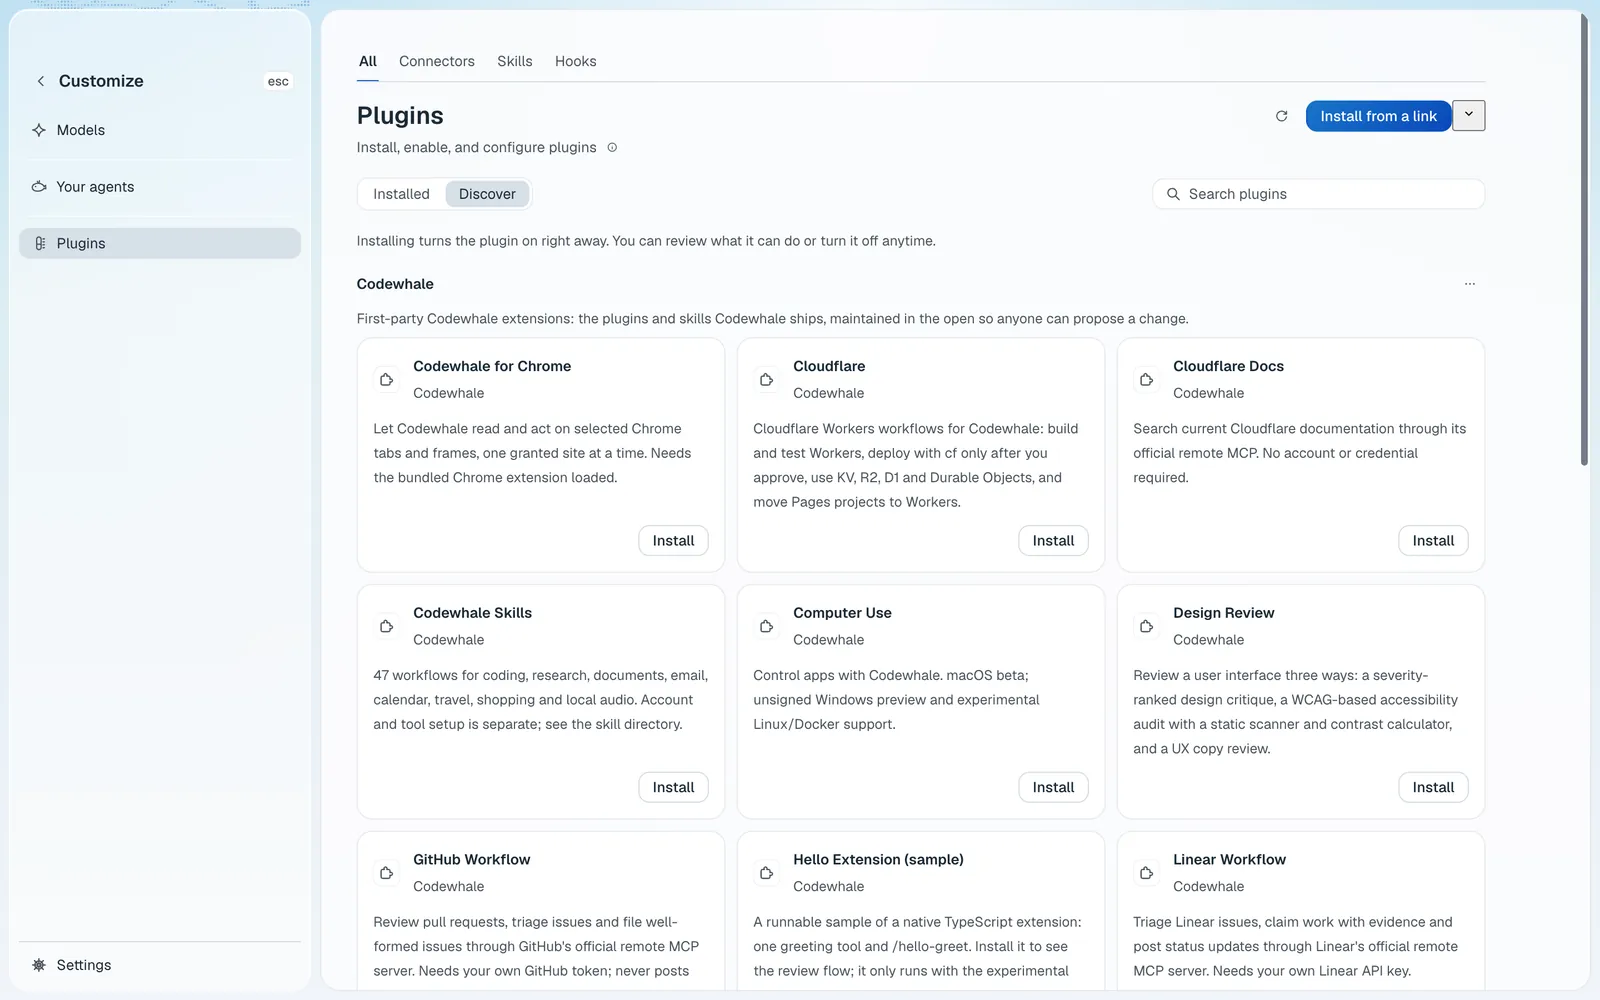 Customize
esc
Models
Your agents
Plugins
Settings
All
Connectors
Skills
Hooks
Plugins
Install from a link
Install, enable, and configure plugins
Installed
Discover
Search plugins
Installing turns the plugin on right away. You can review what it can do or turn it off anytime.
Codewhale
...
First-party Codewhale extensions: the plugins and skills Codewhale ships, maintained in the open so anyone can propose a change.
Codewhale for Chrome
Codewhale
Let Codewhale read and act on selected Chrome
tabs and frames, one granted site at a time. Needs
the bundled Chrome extension loaded.
Install
Cloudflare
Codewhale
Cloudflare Workers workflows for Codewhale: build
and test Workers, deploy with cf only after you
approve, use KV, R2, D1 and Durable Objects, and
move Pages projects to Workers.
Install
Cloudflare Docs
Codewhale
Search current Cloudflare documentation through its
official remote MCP. No account or credential
required.
Install
Codewhale Skills
Codewhale
47 workflows for coding, research, documents, email,
calendar, travel, shopping and local audio. Account
and tool setup is separate; see the skill directory.
Install
Computer Use
Codewhale
Control apps with Codewhale. macOS beta;
unsigned Windows preview and experimental
Linux/Docker support.
Install
Design Review
Codewhale
Review a user interface three ways: a severity-
ranked design critique, a WCAG-based accessibility
audit with a static scanner and contrast calculator,
and a UX copy review.
Install
GitHub Workflow
Codewhale
Review pull requests, triage issues and file well-
formed issues through GitHub's official remote MCP
server. Needs your own GitHub token; never posts
Hello Extension (sample)
Codewhale
A runnable sample of a native TypeScript extension:
one greeting tool and /hello-greet. Install it to see
the review flow; it only runs with the experimental
Linear Workflow
Codewhale
Triage Linear issues, claim work with evidence and
post status updates through Linear's official remote
MCP server. Needs your own Linear API key.